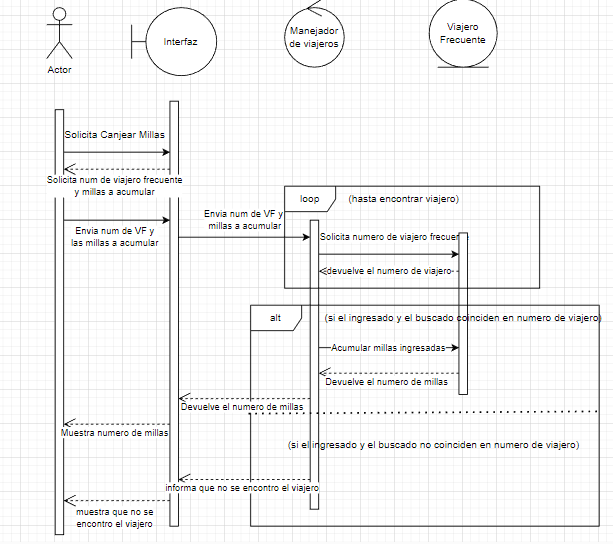 Interfaz
Manejador
de viajeros
Viajero
Frecuente
Actor
Solicita Canjear Millas
Solicita num de viajero frecuente
y millas a acumular
Envia num de VF y
las millas a acumular
Envia num de VF y
millas a acumular
loop
(hasta encontrar viajero)
Solicita numero de viajero frecuente
devuelve el numero de viajero
alt
(si el ingresado y el buscado coinciden en numero de viajero)
Acumular millas ingresadas
Devuelve el numero de millas
Devuelve el numero de millas
Muestra numero de millas
(si el ingresado y el buscado no coinciden en numero de viajero)
informa que no se encontro el viajero
muestra que no se
encontro el viajero